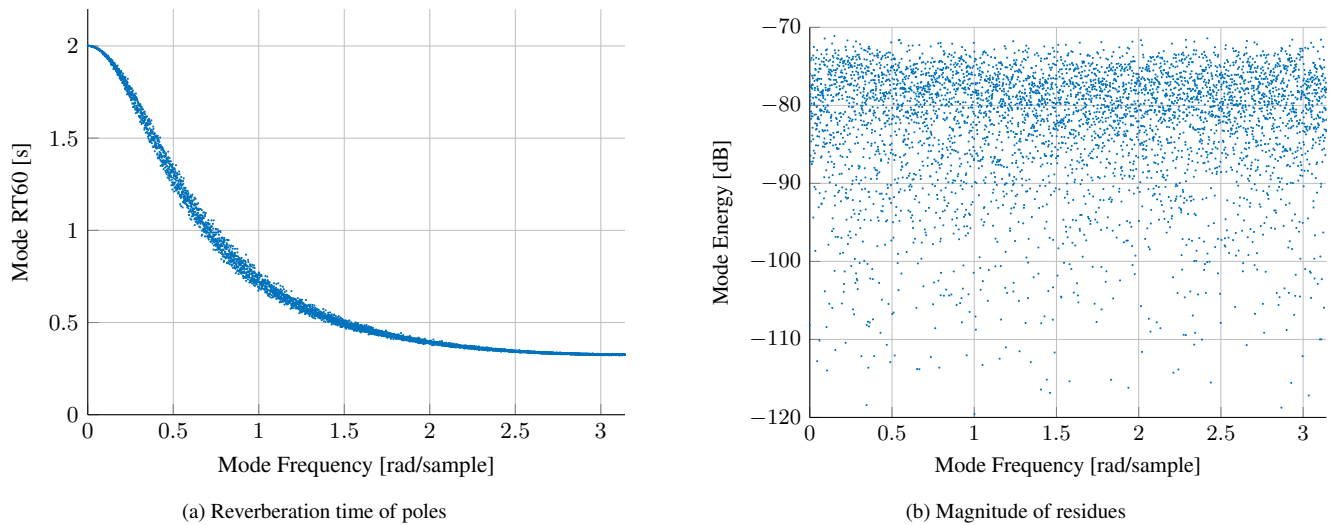 2
1.5
1
0.5
0
0 0.5 1 1.5 2 2.5 3
Mode RT60 [s]
Mode Frequency [rad/sample]
(a) Reverberation time of poles
−70
−80
−90
−100
−110
−120
0 0.5 1 1.5 2 2.5 3
Mode Energy [dB]
Mode Frequency [rad/sample]
(b) Magnitude of residues